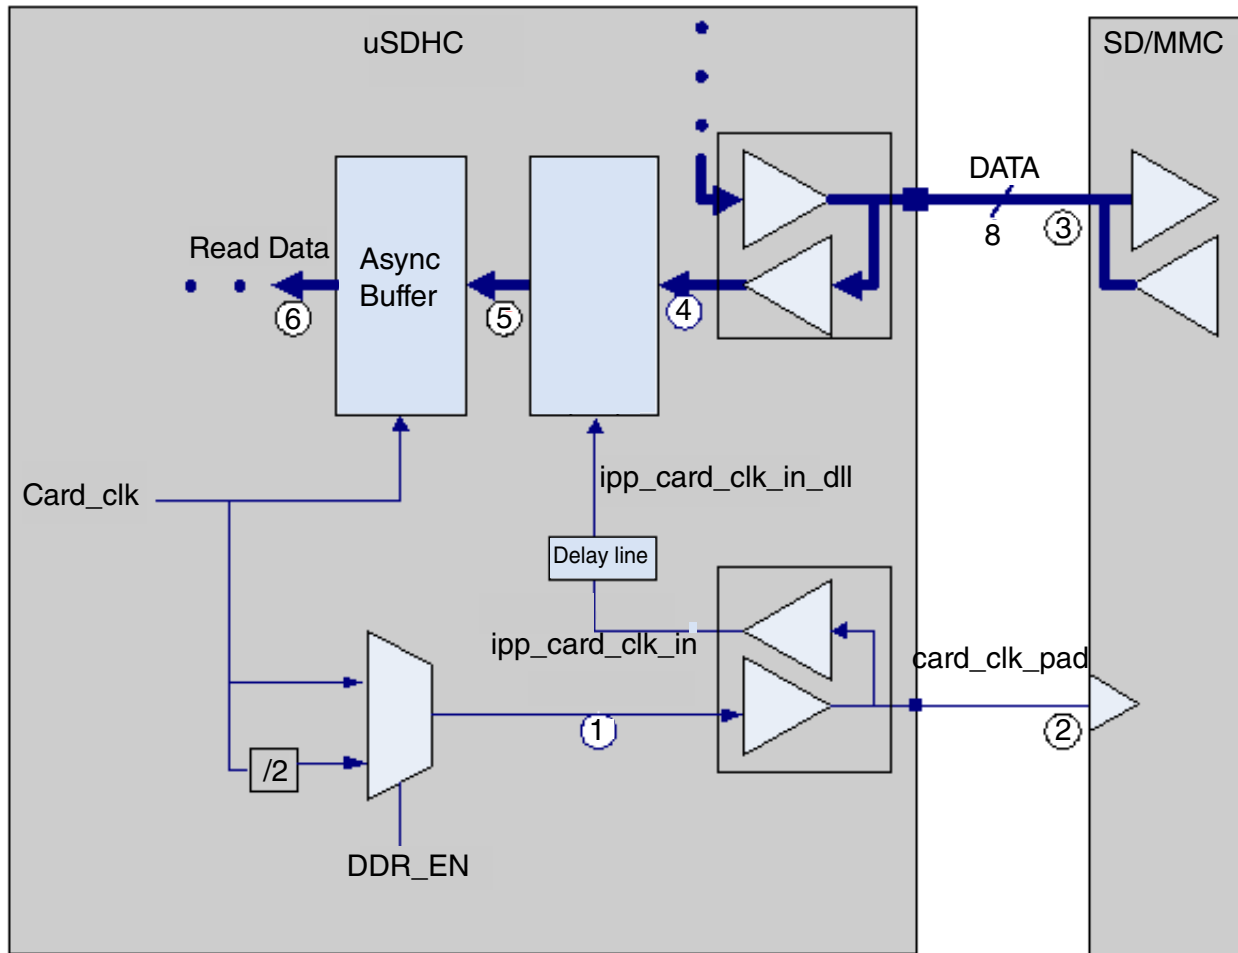 uSDHC
SD/MMC
DATA
8
3
Read Data
Async
Buffer
6
5
4
ipp_card_clk_in_dll
Card_clk
Delay line
ipp_card_clk_in
card_clk_pad
1
2
/2
DDR_EN